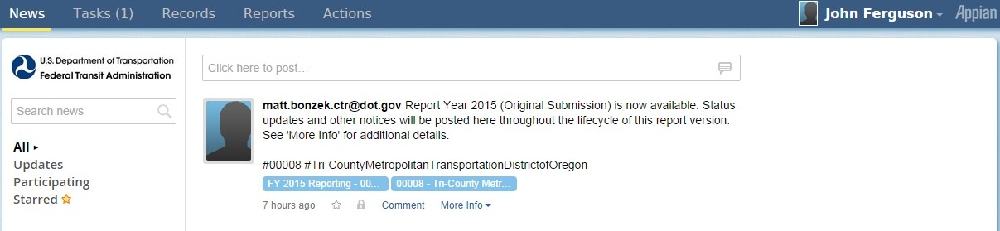 News Tasks (1) Records Reports Actions John Ferguson Appian
U.S. Department of Transportation
Federal Transit Administration
Search news
All
Updates
Participating
Starred
Click here to post...
matt.bonzek.ctr@dot.gov Report Year 2015 (Original Submission) is now available. Status
updates and other notices will be posted here throughout the lifecycle of this report version.
See 'More Info' for additional details.
#00008 #Tri-CountyMetropolitanTransportationDistrictofOregon
FY 2015 Reporting - 00... 00008 - Tri-County Metr...
7 hours ago Comment More Info